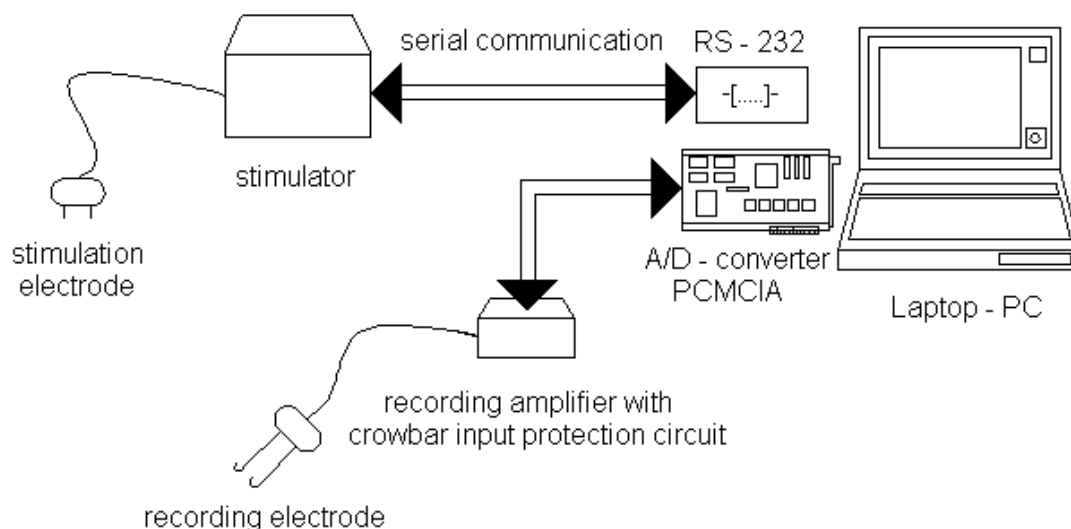 serial communication
RS - 232
-[.....]-
stimulator
stimulation
electrode
A/D - converter
PCMCIA
Laptop - PC
recording amplifier with
crowbar input protection circuit
recording electrode